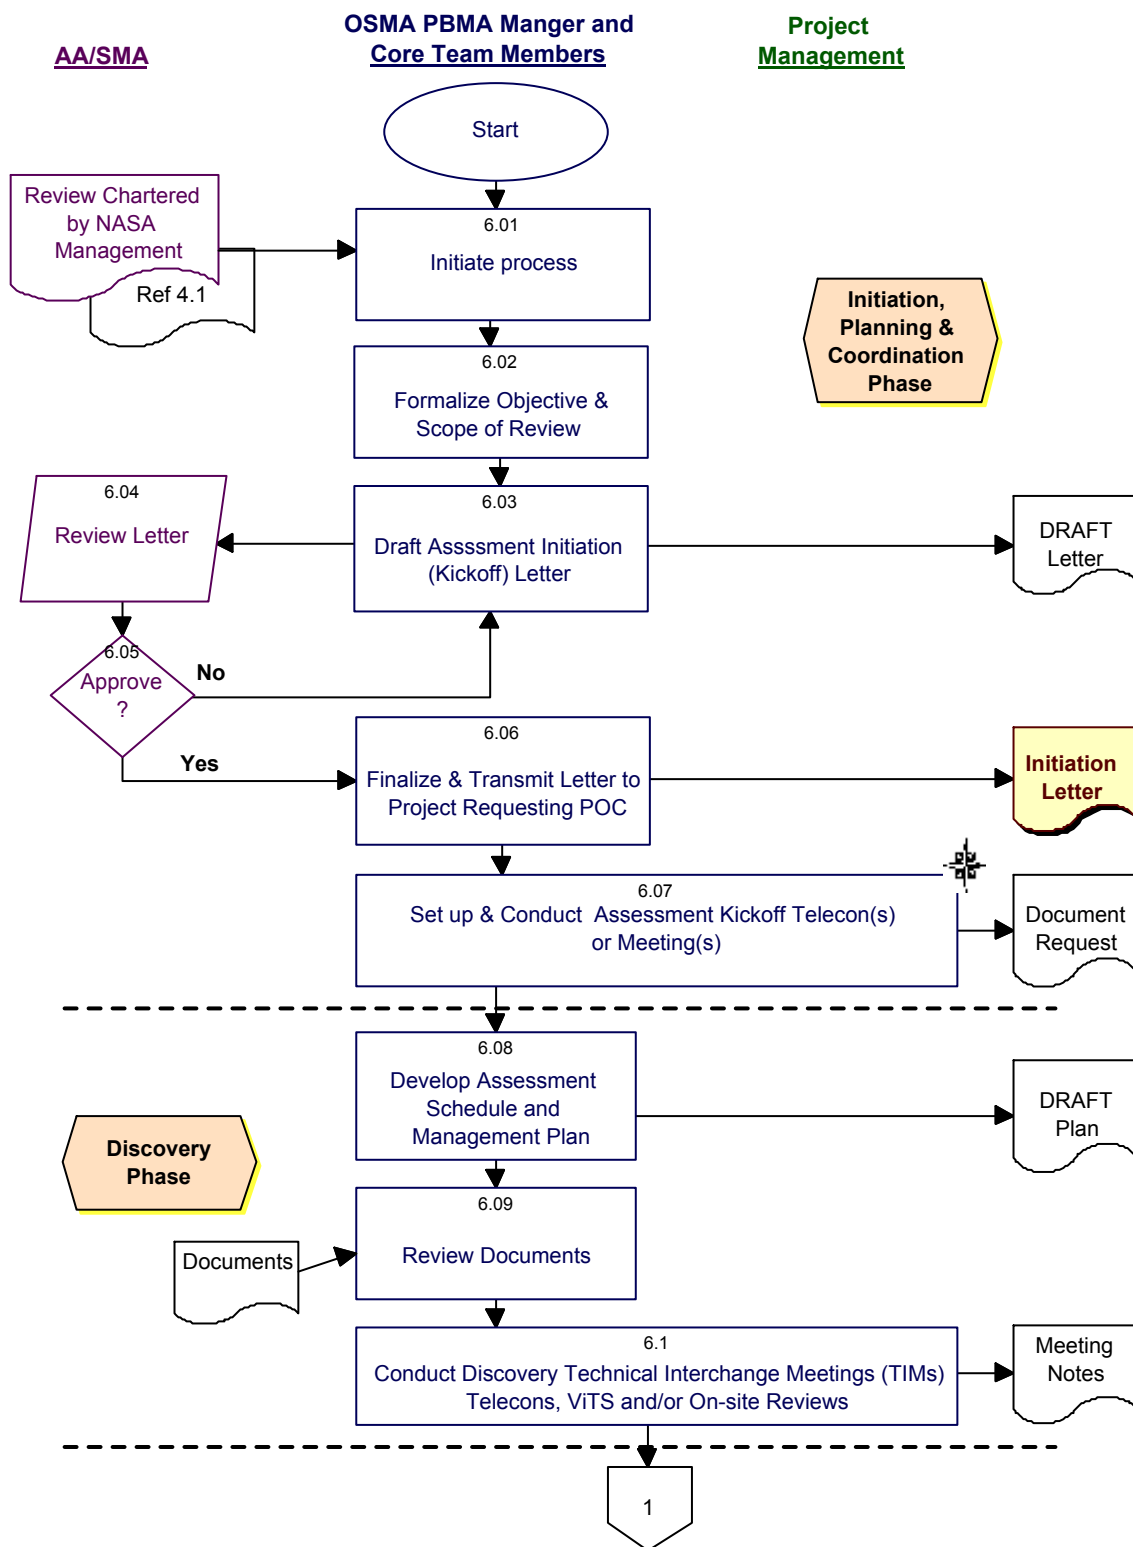 AA/SMA
OSMA PBMA Manger and
Core Team Members
Project
Management
Start
Review Chartered
by NASA
Management
Ref 4.1
6.01
Initiate process
Initiation,
Planning &
Coordination
Phase
6.02
Formalize Objective &
Scope of Review
6.04
Review Letter
6.03
Draft Asssssment Initiation
(Kickoff) Letter
DRAFT
Letter
6.05
Approve
?
No
Yes
6.06
Finalize & Transmit Letter to
Project Requesting POC
Initiation
Letter
6.07
Set up & Conduct Assessment Kickoff Telecon(s)
or Meeting(s)
Document
Request
6.08
Develop Assessment
Schedule and
Management Plan
DRAFT
Plan
Discovery
Phase
6.09
Review Documents
Documents
6.1
Conduct Discovery Technical Interchange Meetings (TIMs)
Telecons, ViTS and/or On-site Reviews
Meeting
Notes
1